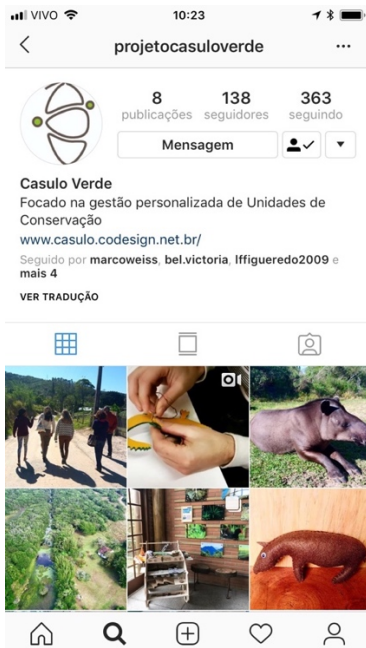 VIVO 10:23
projetocasuloverde
8 138 363
publicações seguidores seguindo
Mensagem
Casulo Verde
Focado na gestão personalizada de Unidades de
Conservação
www.casulo.codesign.net.br/
Seguido por marcoweiss, bel.victoria, lffigueredo2009 e
mais 4
VER TRADUÇÃO